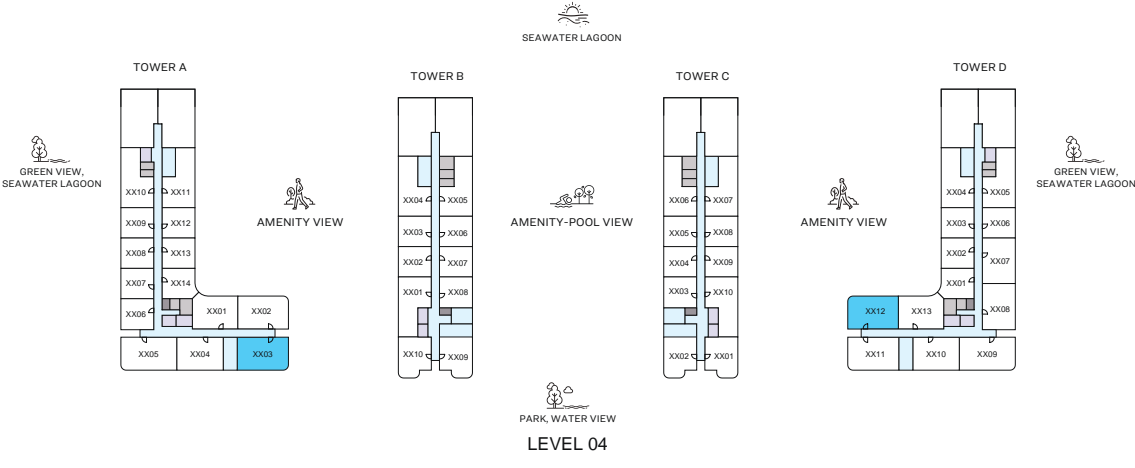 SEAWATER LAGOON
TOWER A
TOWER B
TOWER C
TOWER D
GREEN VIEW,
SEAWATER LAGOON
AMENITY VIEW
AMENITY-POOL VIEW
AMENITY VIEW
GREEN VIEW,
SEAWATER LAGOON
XX10 XX11
XX09 XX12
XX08 XX13
XX07 XX14
XX06 XX01 XX02
XX05 XX04 XX03
XX04 XX05
XX03 XX06
XX02 XX07
XX01 XX08
XX10 XX09
XX06 XX07
XX05 XX08
XX04 XX09
XX03 XX10
XX02 XX01
XX04 XX05
XX03 XX06
XX02 XX07
XX01
XX12 XX13 XX08
XX11 XX10 XX09
PARK, WATER VIEW
LEVEL 04